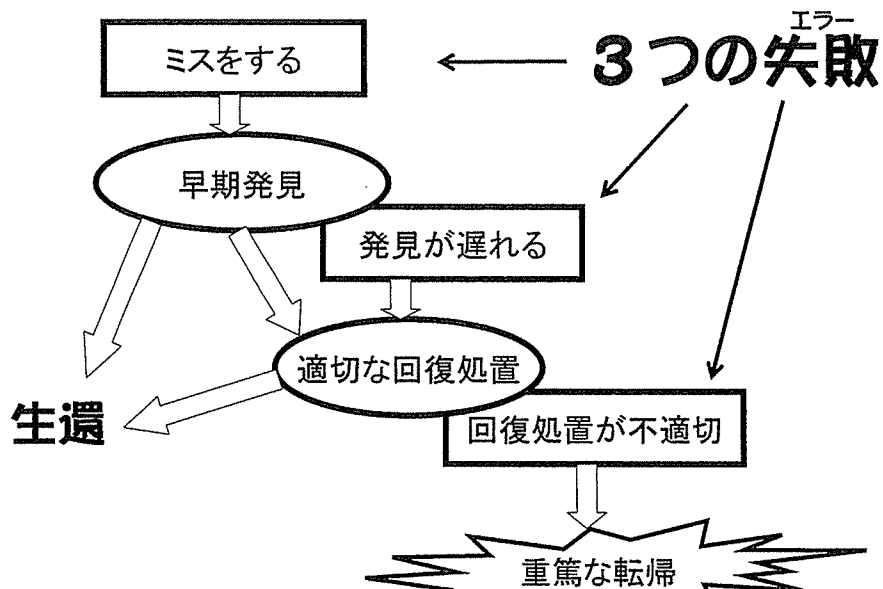 エラー
3つの失敗
ミスをする
早期発見
発見が遅れる
適切な回復処置
生還
回復処置が不適切
重篤な転帰